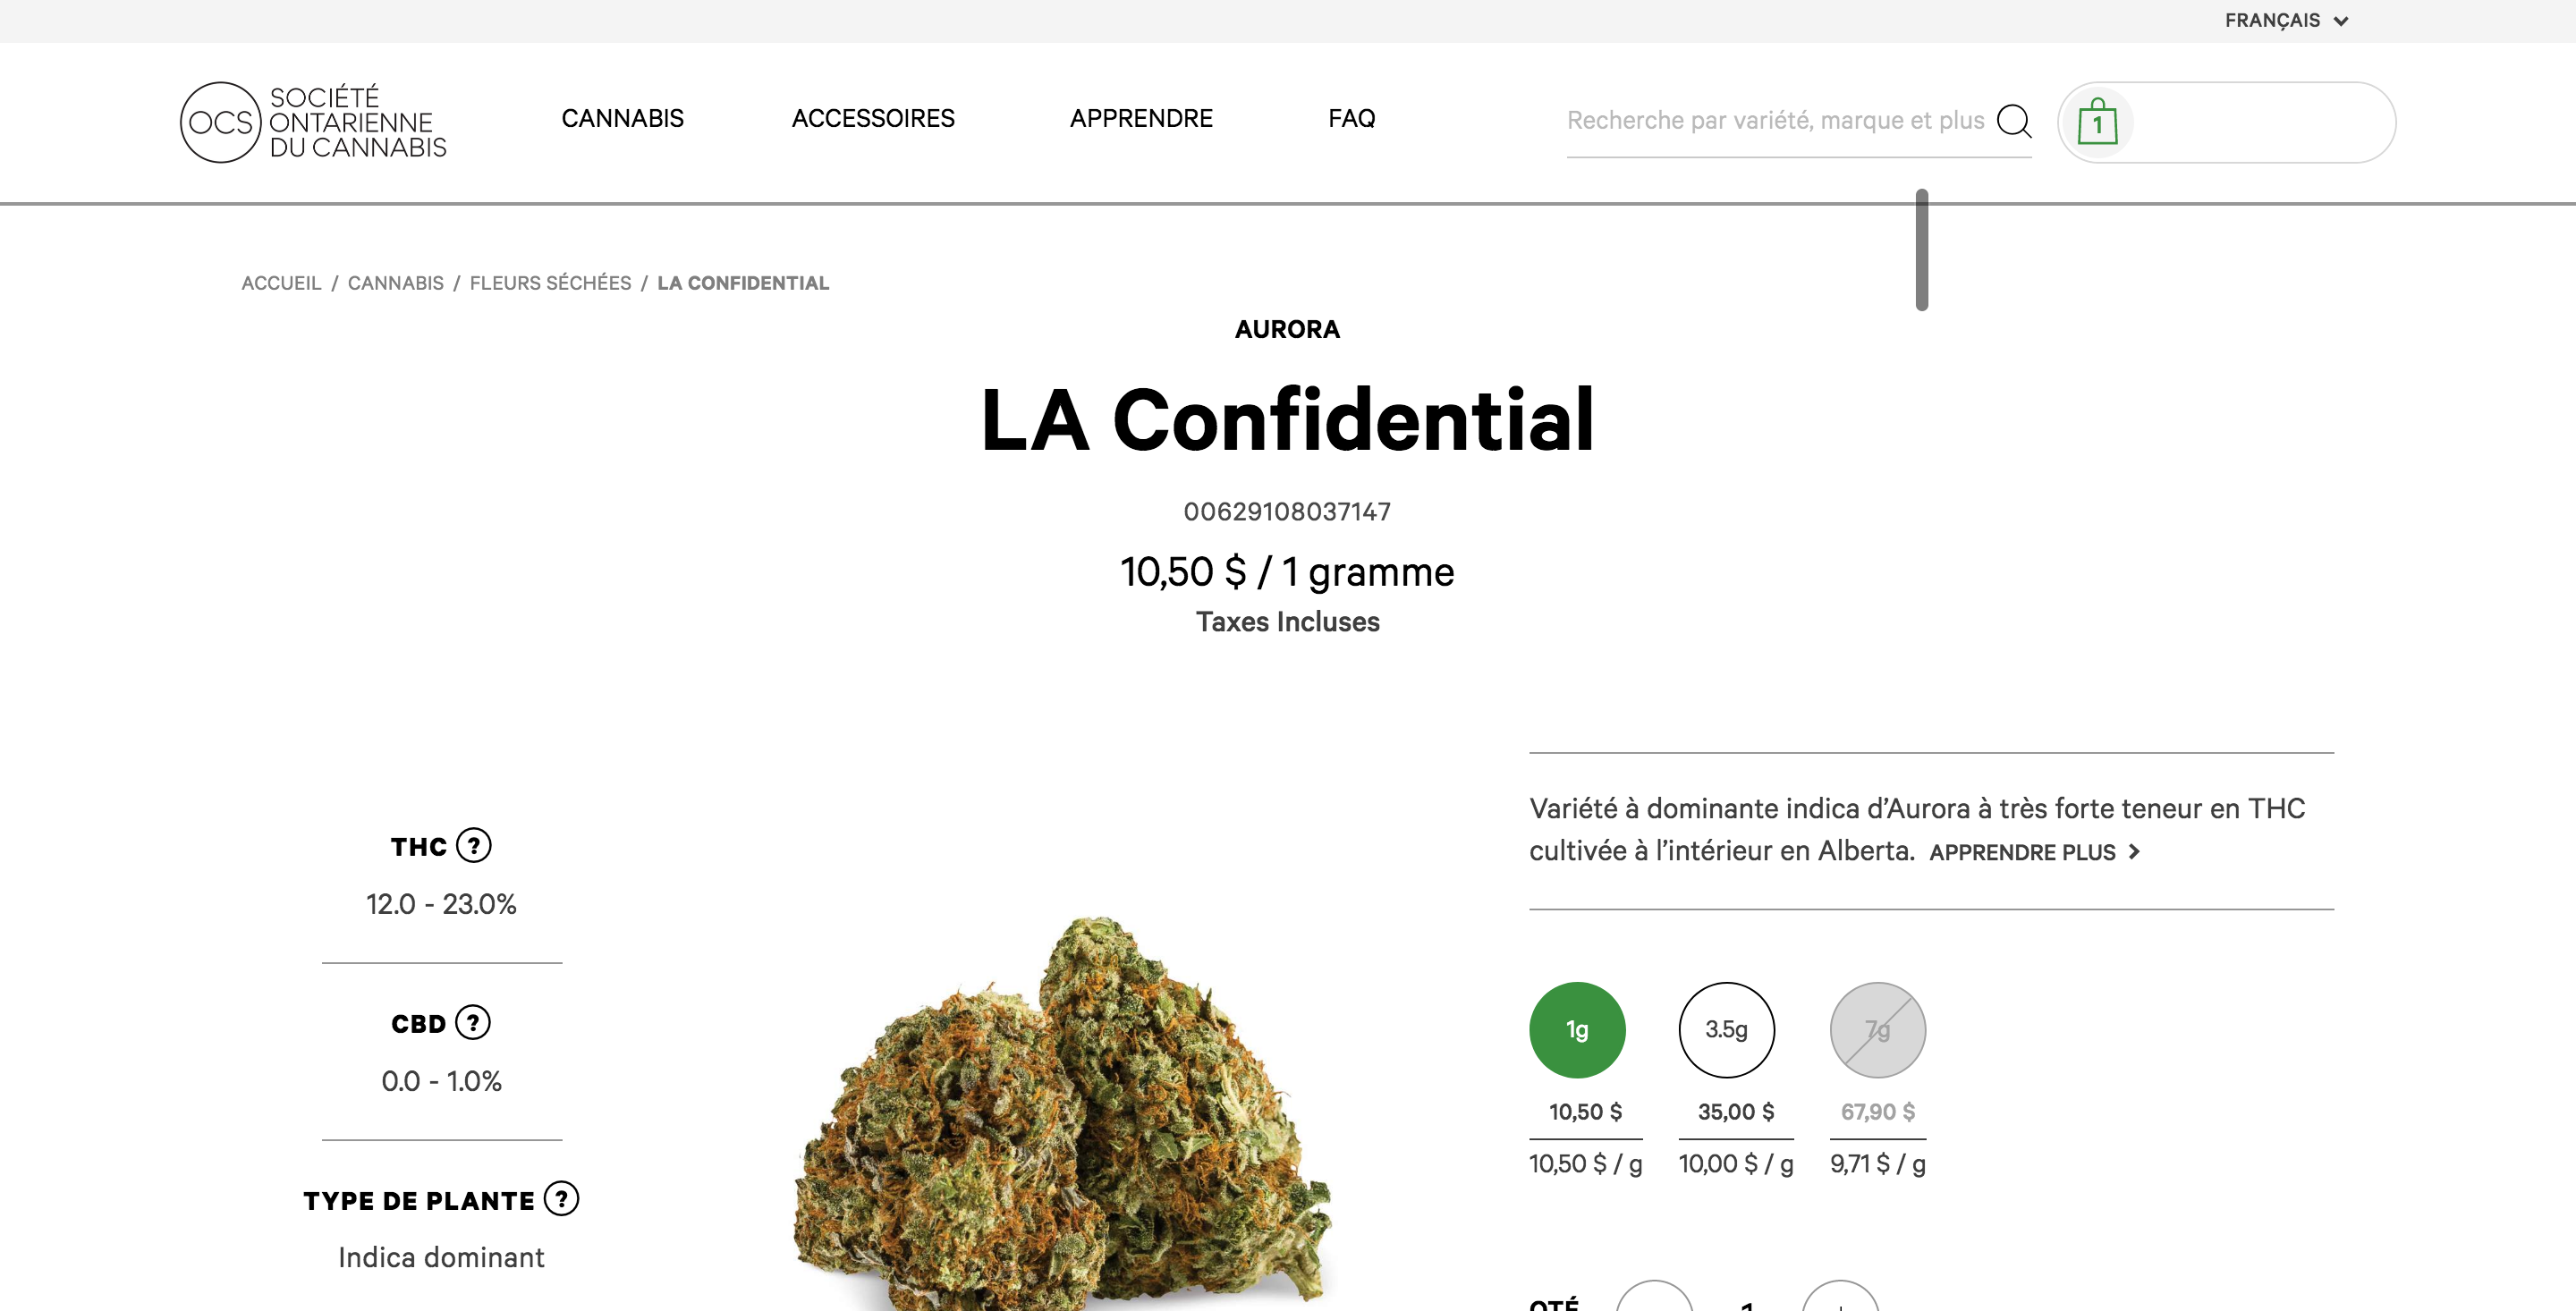 FRANÇAIS
OCS
SOCIÉTÉ
ONTARIENNE
DU CANNABIS
CANNABIS
ACCESSOIRES
APPRENDRE
FAQ
Recherche par variété, marque et plus
1
ACCUEIL / CANNABIS / FLEURS SÉCHÉES / LA CONFIDENTIAL
AURORA
LA Confidential
00629108037147
10,50 $ / 1 gramme
Taxes Incluses
THC ?
12.0 - 23.0%
CBD ?
0.0 - 1.0%
TYPE DE PLANTE ?
Indica dominant
Variété à dominante indica d’Aurora à très forte teneur en THC
cultivée à l’intérieur en Alberta. APPRENDRE PLUS >
1g
3.5g
7g
10,50 $
35,00 $
67,90 $
10,50 $ / g
10,00 $ / g
9,71 $ / g
QTÉ
1